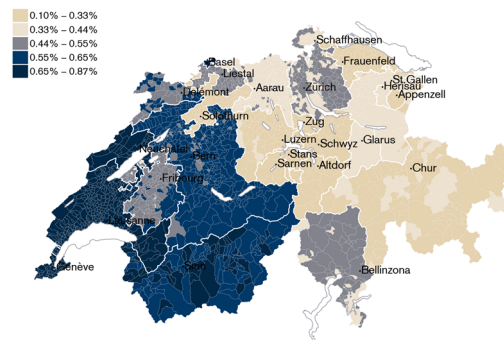 0.10% – 0.33%
0.33% – 0.44%
0.44% – 0.55%
0.55% – 0.65%
0.65% – 0.87%
Schaffhausen
Basel
Frauenfeld
Liestal
St.Gallen
Delémont
Aarau
Zürich
Herisau
Appenzell
Solothurn
Zug
Neuchâtel
Luzern
Schwyz
Glarus
Bern
Stans
Sarnen
Altdorf
Chur
Fribourg
Lausanne
Genève
Sion
Bellinzona